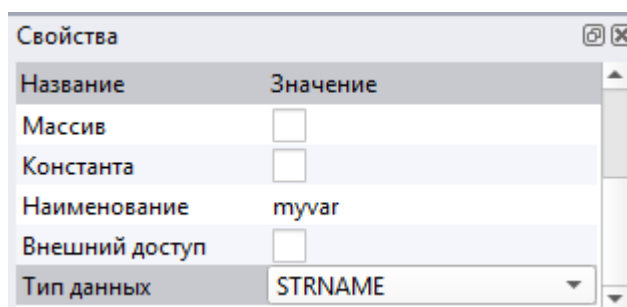 Свойства
Название Значение
Массив
Константа
Наименование myvar
Внешний доступ
Тип данных STRNAME